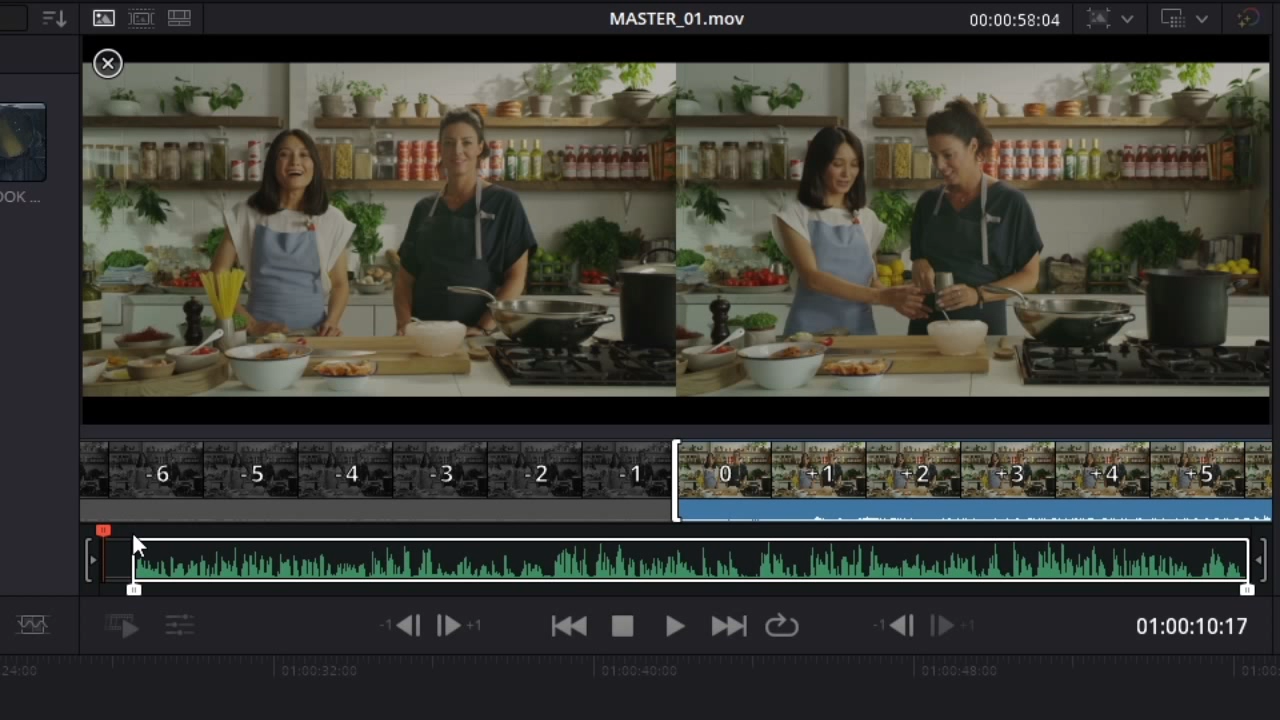 MASTER_01.mov
00:00:58:04
OOK ...
-6 -5 -4 -3 -2 -1 0 +1 +2 +3 +4 +5
-1 +1 -1 +1 01:00:10:17
24:00 01:00:32:00 01:00:40:00 01:00:48:00 01:00: